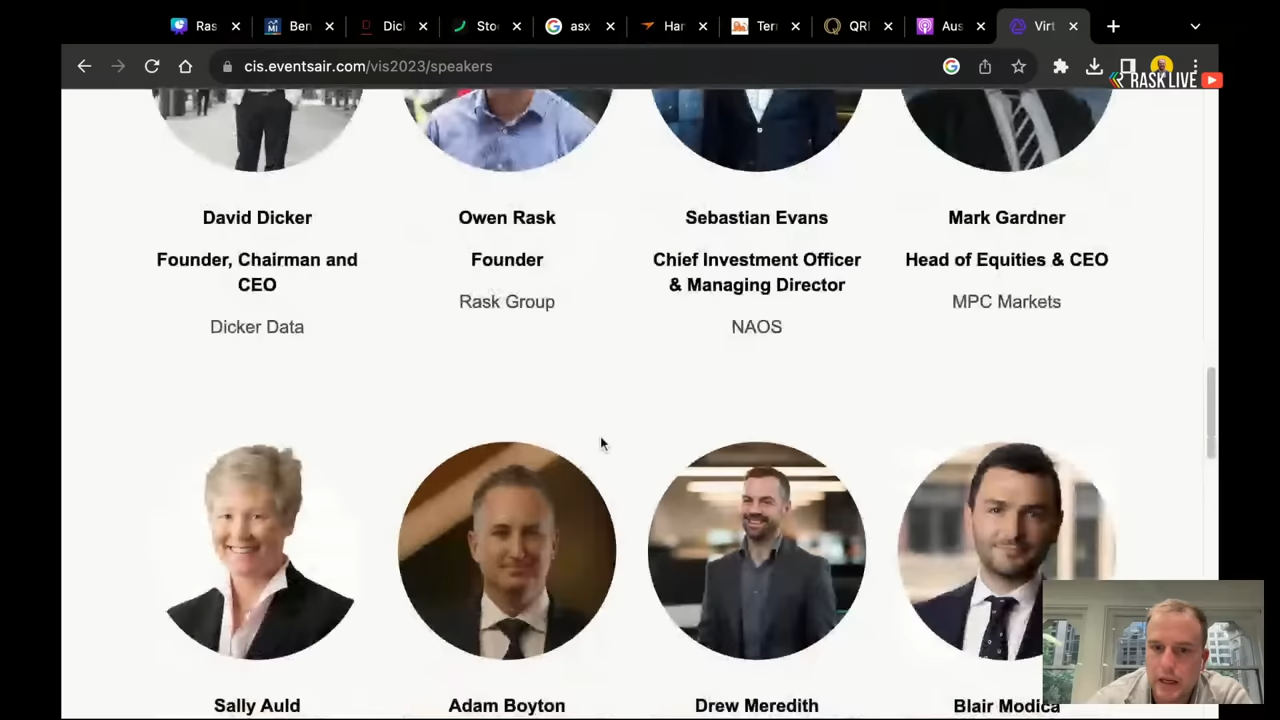 Ras
Ben
Dic
Sto
asx
Har
Terr
QRI
Aus
Virt
cis.eventsair.com/vis2023/speakers
RASK LIVE
David Dicker
Owen Rask
Sebastian Evans
Mark Gardner
Founder, Chairman and
CEO
Founder
Chief Investment Officer
& Managing Director
Head of Equities & CEO
Dicker Data
Rask Group
NAOS
MPC Markets
Sally Auld
Adam Boyton
Drew Meredith
Blair Modica